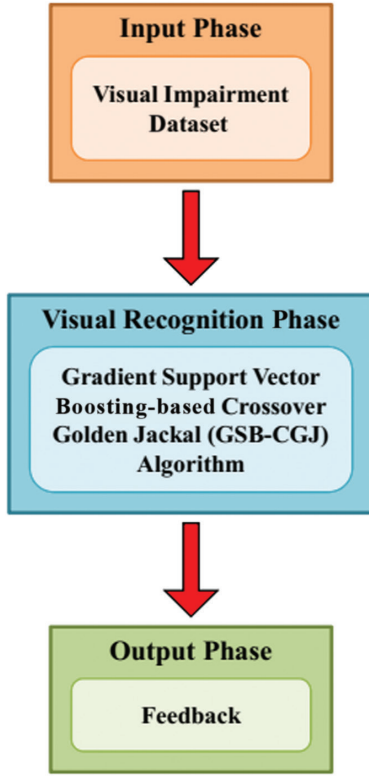 Input Phase
Visual Impairment
Dataset
Visual Recognition Phase
Gradient Support Vector
Boosting-based Crossover
Golden Jackal (GSB-CGJ)
Algorithm
Output Phase
Feedback